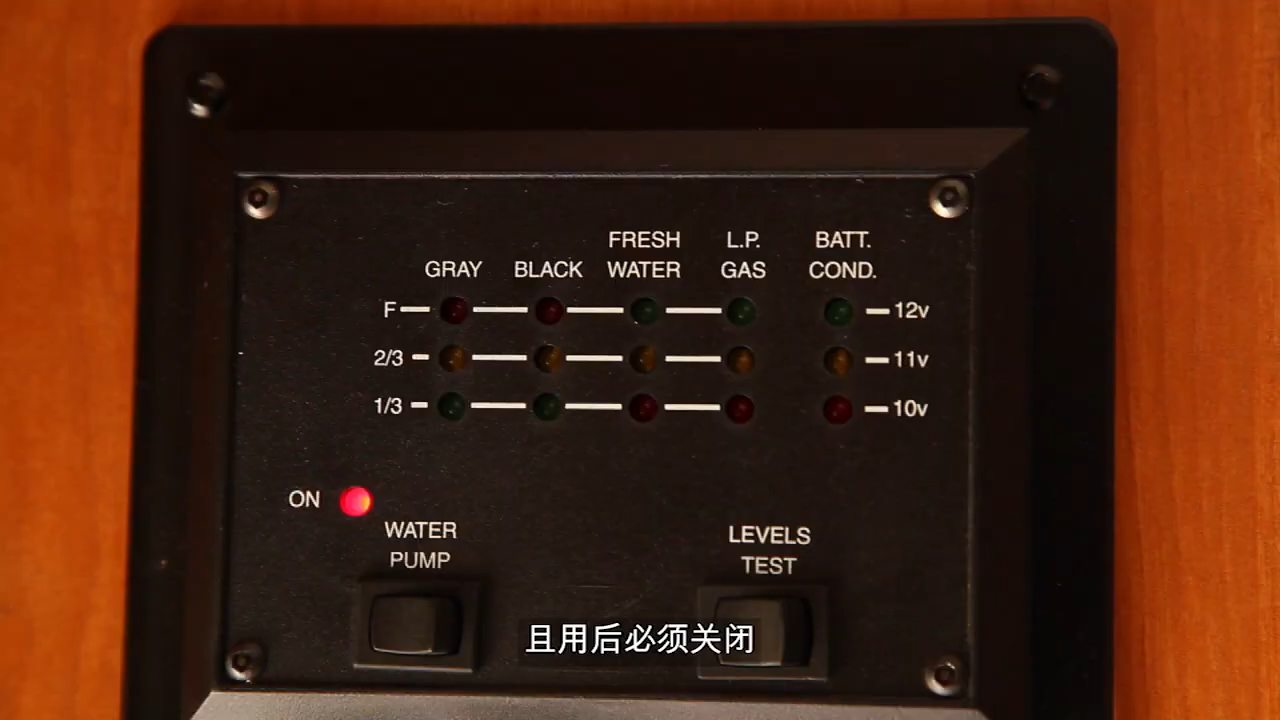 FRESH L.P. BATT.
GRAY BLACK WATER GAS COND.
F 12v
2/3 11v
1/3 10v
ON
WATER
PUMP
LEVELS
TEST
且用后必须关闭